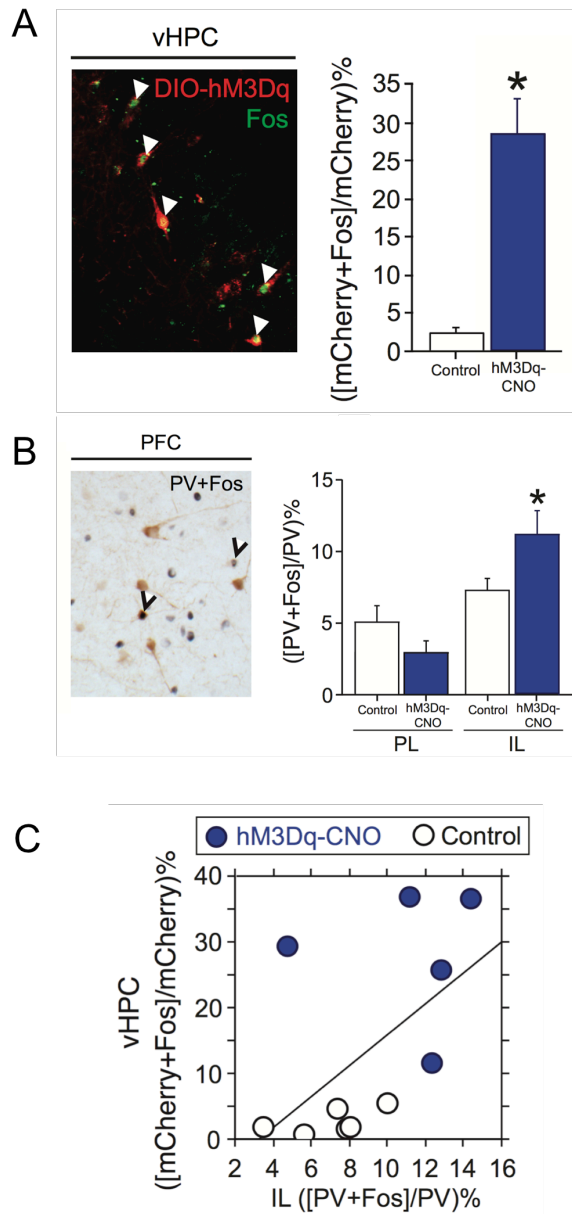 A
vHPC
DIO-hM3Dq
Fos
([mCherry+Fos]/mCherry)%
35
30
25
20
15
10
5
0
*
Control
hM3Dq-
CNO
B
PFC
PV+Fos
([PV+Fos]/PV)%
15
10
5
0
*
Control
hM3Dq-
CNO
Control
hM3Dq-
CNO
PL
IL
C
hM3Dq-CNO
Control
vHPC
([mCherry+Fos]/mCherry)%
40
30
20
10
0
2 4 6 8 10 12 14 16
IL ([PV+Fos]/PV)%